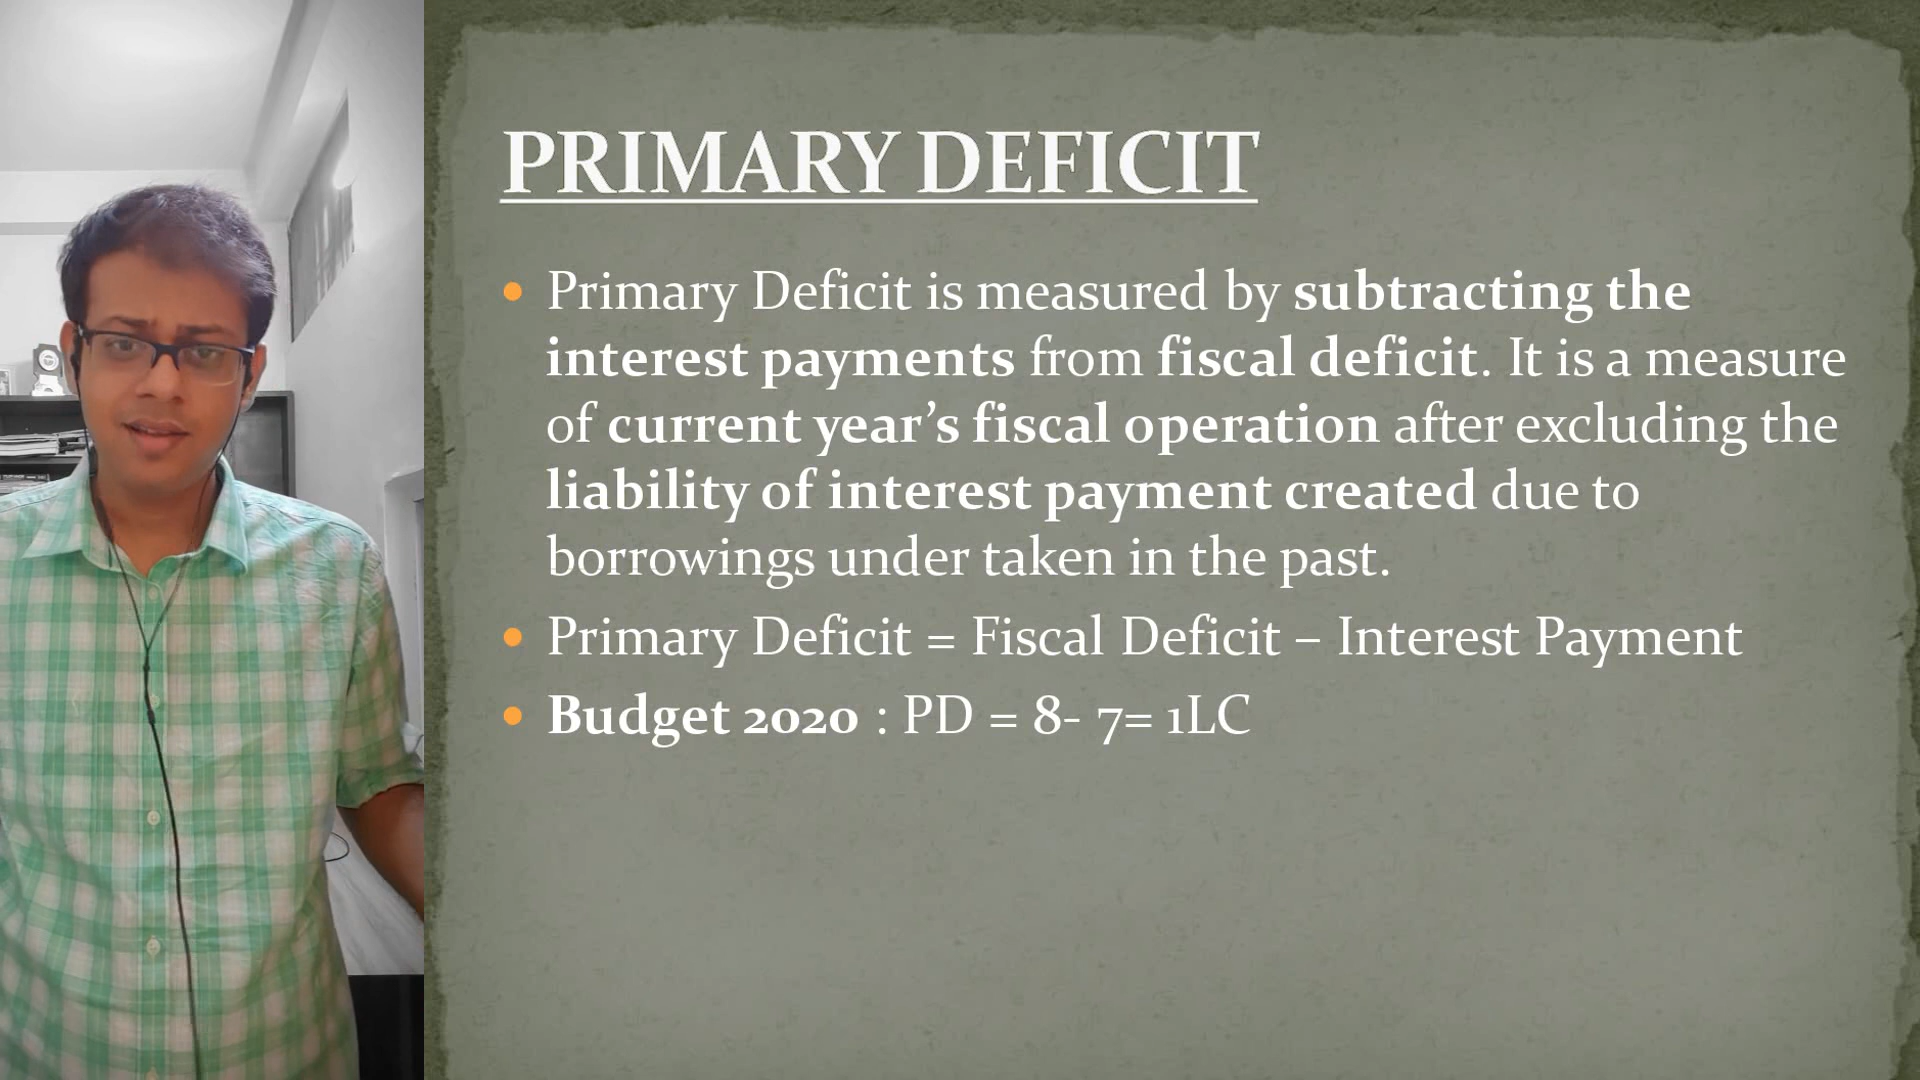 PRIMARY DEFICIT
• Primary Deficit is measured by subtracting the
interest payments from fiscal deficit. It is a measure
of current year’s fiscal operation after excluding the
liability of interest payment created due to
borrowings under taken in the past.
• Primary Deficit = Fiscal Deficit – Interest Payment
• Budget 2020 : PD = 8- 7= 1LC